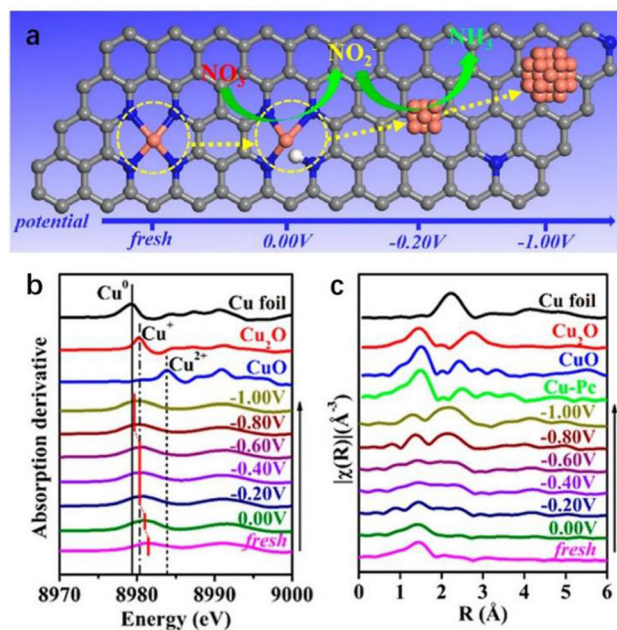 a
NO₃⁻
NO₂⁻
NH₃
potential
fresh
0.00V
-0.20V
-1.00V
b
Cu⁰
Cu foil
Cu⁺
Cu₂O
Cu²⁺
CuO
-1.00V
-0.80V
-0.60V
-0.40V
-0.20V
0.00V
fresh
Absorption derivative
8970
8980
8990
9000
Energy (eV)
c
Cu foil
Cu₂O
CuO
Cu-Pc
-1.00V
-0.80V
-0.60V
-0.40V
-0.20V
0.00V
fresh
|χ(R)|(Å⁻³)
0
1
2
3
4
5
6
R (Å)